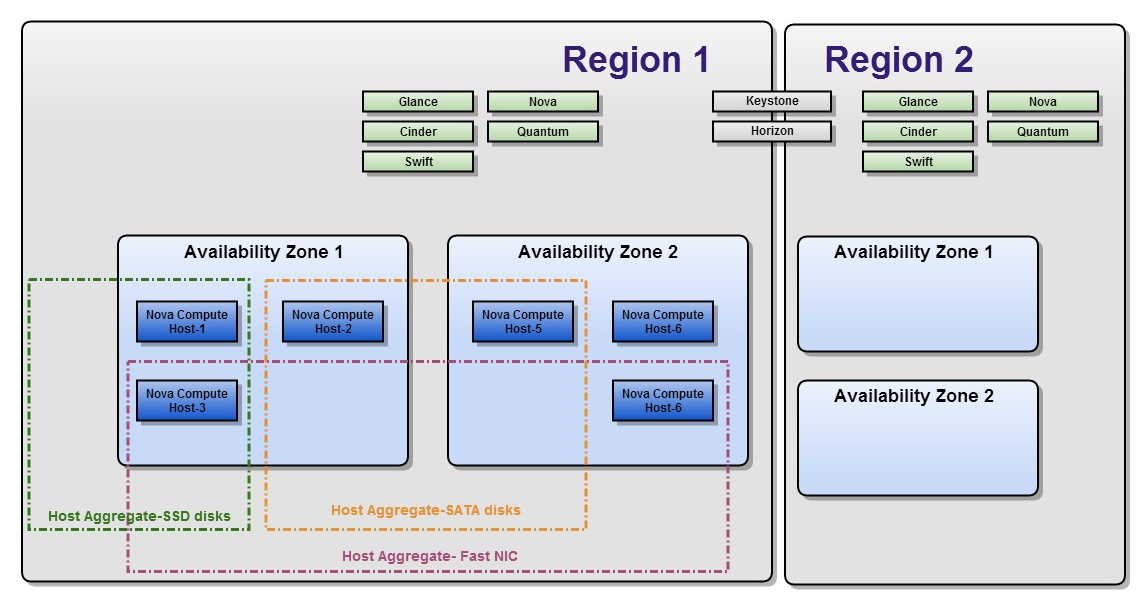 Region 1
Region 2
Glance
Nova
Keystone
Glance
Nova
Cinder
Quantum
Horizon
Cinder
Quantum
Swift
Swift
Availability Zone 1
Availability Zone 2
Availability Zone 1
Nova Compute
Host-1
Nova Compute
Host-2
Nova Compute
Host-5
Nova Compute
Host-6
Nova Compute
Host-3
Nova Compute
Host-6
Availability Zone 2
Host Aggregate-SSD disks
Host Aggregate-SATA disks
Host Aggregate- Fast NIC